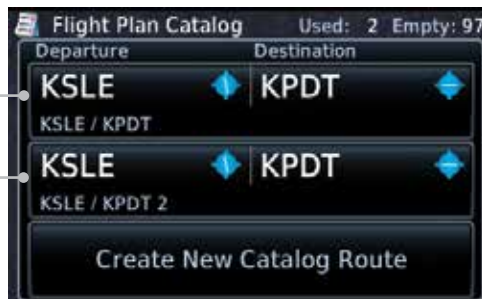 Flight Plan Catalog Used: 2 Empty: 97
Departure Destination
KSLE KPDT
KSLE / KPDT
KSLE KPDT
KSLE / KPDT 2
Create New Catalog Route